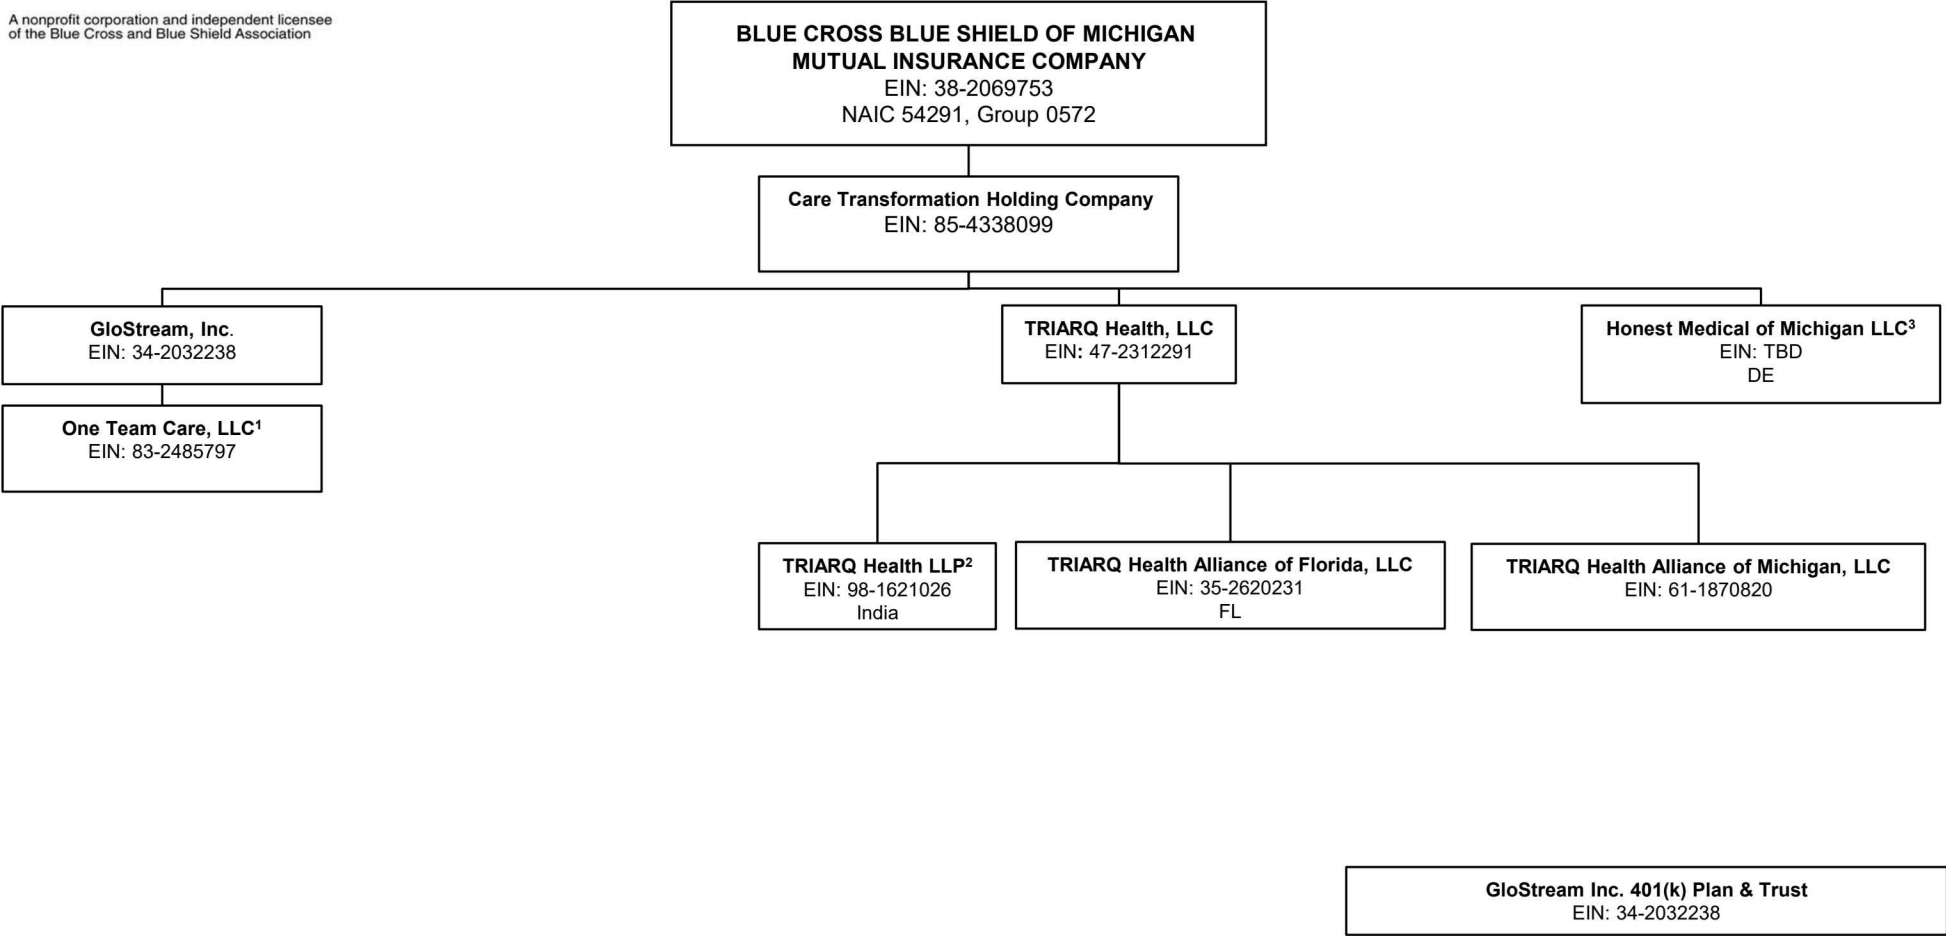 A nonprofit corporation and independent licensee
of the Blue Cross and Blue Shield Association
BLUE CROSS BLUE SHIELD OF MICHIGAN
MUTUAL INSURANCE COMPANY
EIN: 38-2069753
NAIC 54291, Group 0572
Care Transformation Holding Company
EIN: 85-4338099
GloStream, Inc.
EIN: 34-2032238
TRIARQ Health, LLC
EIN: 47-2312291
Honest Medical of Michigan LLC³
EIN: TBD
DE
One Team Care, LLC¹
EIN: 83-2485797
TRIARQ Health LLP²
EIN: 98-1621026
India
TRIARQ Health Alliance of Florida, LLC
EIN: 35-2620231
FL
TRIARQ Health Alliance of Michigan, LLC
EIN: 61-1870820
GloStream Inc. 401(k) Plan & Trust
EIN: 34-2032238